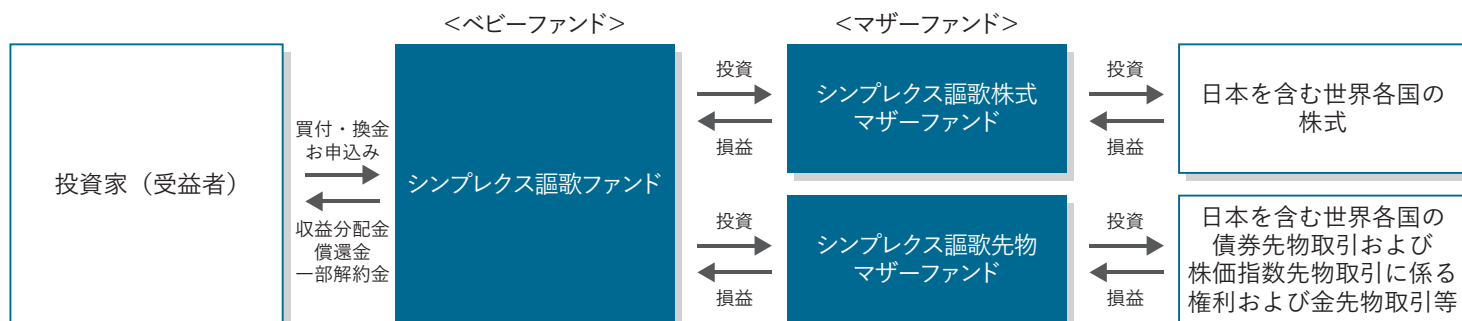 <ベビーファンド>
<マザーファンド>
投資家（受益者）
買付・換金
お申込み
収益分配金
償還金
一部解約金
シンプレクス謳歌ファンド
投資
損益
シンプレクス謳歌株式
マザーファンド
投資
損益
日本を含む世界各国の
株式
投資
損益
シンプレクス謳歌先物
マザーファンド
投資
損益
日本を含む世界各国の
債券先物取引および
株価指数先物取引に係る
権利および金先物取引等